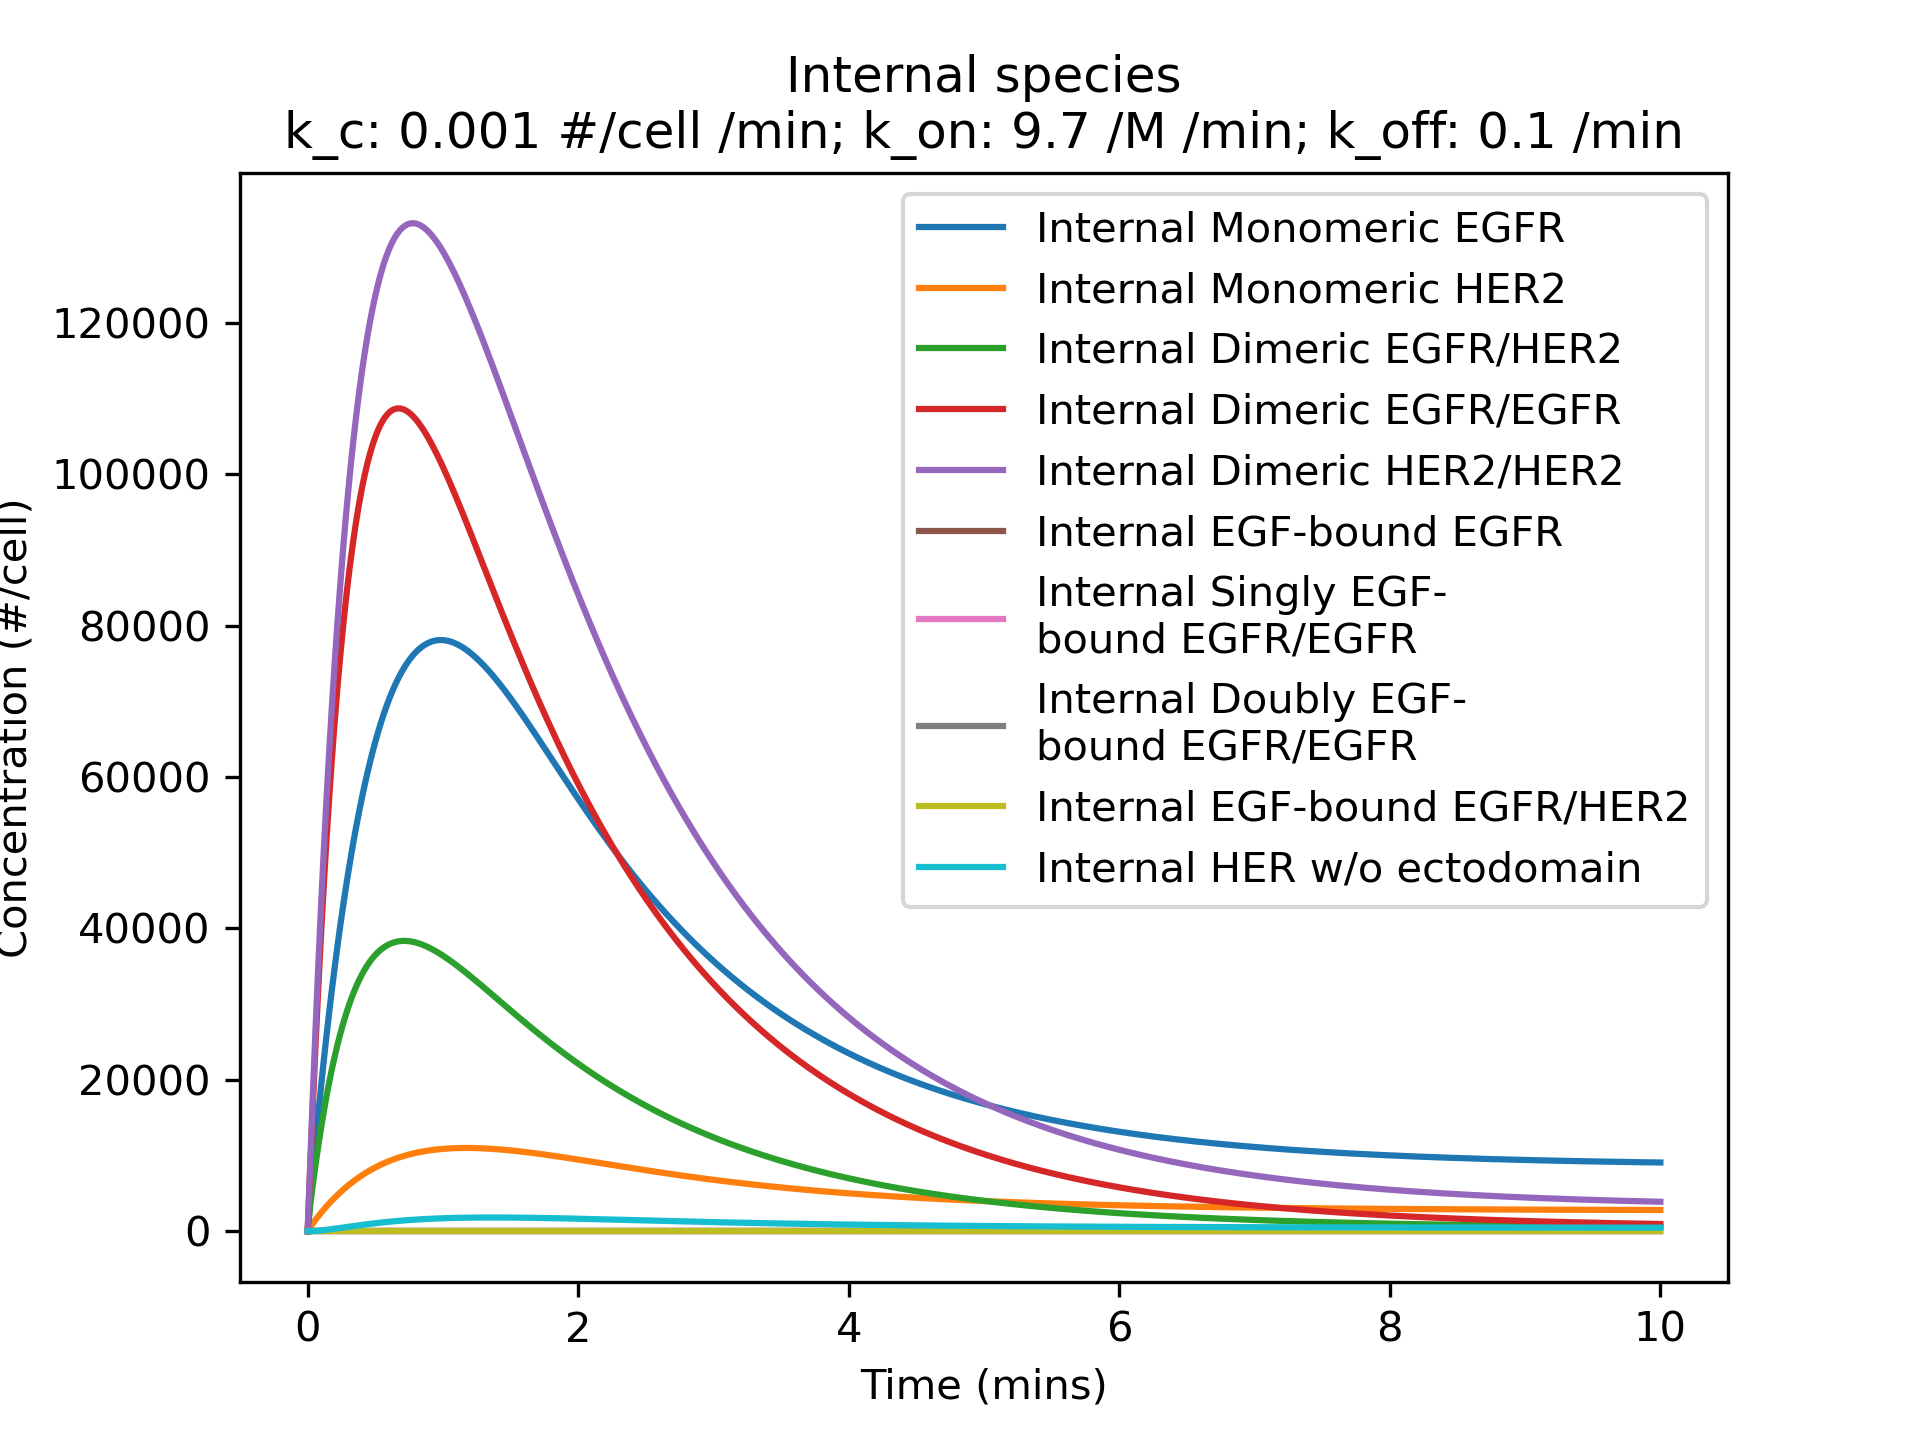 Internal species
k_c: 0.001 #/cell /min; k_on: 9.7 /M /min; k_off: 0.1 /min
Internal Monomeric EGFR
Internal Monomeric HER2
Internal Dimeric EGFR/HER2
Internal Dimeric EGFR/EGFR
Internal Dimeric HER2/HER2
Internal EGF-bound EGFR
Internal Singly EGF-
bound EGFR/EGFR
Internal Doubly EGF-
bound EGFR/EGFR
Internal EGF-bound EGFR/HER2
Internal HER w/o ectodomain
Concentration (#/cell)
120000
100000
80000
60000
40000
20000
0
0 2 4 6 8 10
Time (mins)